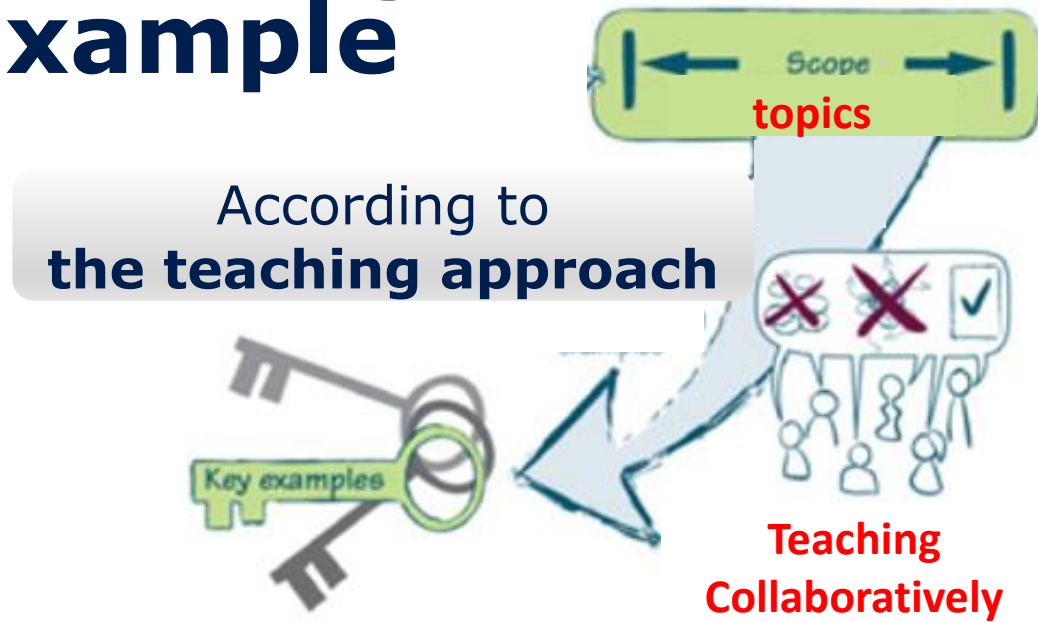 xample
Scope
topics
According to
the teaching approach
Key examples
Teaching
Collaboratively